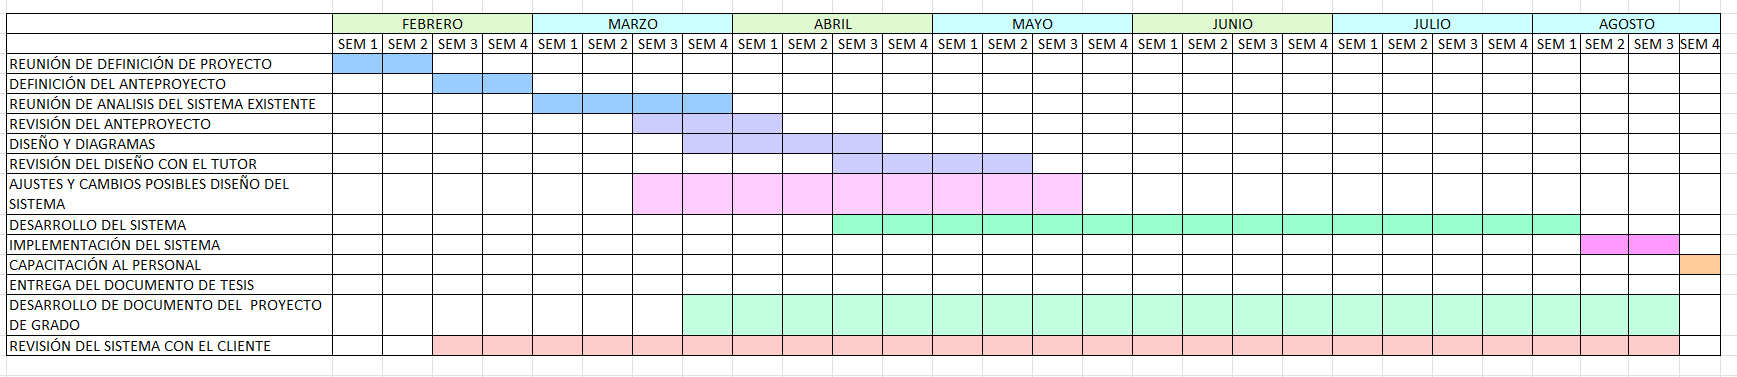 FEBRERO MARZO ABRIL MAYO JUNIO JULIO AGOSTO
SEM 1 SEM 2 SEM 3 SEM 4 SEM 1 SEM 2 SEM 3 SEM 4 SEM 1 SEM 2 SEM 3 SEM 4 SEM 1 SEM 2 SEM 3 SEM 4 SEM 1 SEM 2 SEM 3 SEM 4 SEM 1 SEM 2 SEM 3 SEM 4 SEM 1 SEM 2 SEM 3 SEM 4
REUNIÓN DE DEFINICIÓN DE PROYECTO
DEFINICIÓN DEL ANTEPROYECTO
REUNIÓN DE ANALISIS DEL SISTEMA EXISTENTE
REVISIÓN DEL ANTEPROYECTO
DISEÑO Y DIAGRAMAS
REVISIÓN DEL DISEÑO CON EL TUTOR
AJUSTES Y CAMBIOS POSIBLES DISEÑO DEL
SISTEMA
DESARROLLO DEL SISTEMA
IMPLEMENTACIÓN DEL SISTEMA
CAPACITACIÓN AL PERSONAL
ENTREGA DEL DOCUMENTO DE TESIS
DESARROLLO DE DOCUMENTO DEL  PROYECTO
DE GRADO
REVISIÓN DEL SISTEMA CON EL CLIENTE